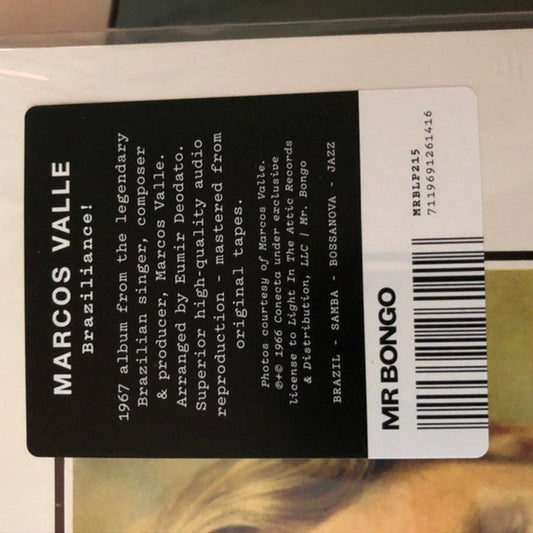 MARCOS VALLE
Braziliance!
1967 album from the legendary
Brazilian singer, composer
& producer, Marcos Valle.
Arranged by Eumir Deodato.
Superior high-quality audio
reproduction - mastered from
original tapes.
Photos courtesy of Marcos Valle.
℗+© 1966 Conecta under exclusive
license to Light In The Attic Records
& Distribution, LLC | Mr. Bongo
BRAZIL - SAMBA - BOSSANOVA - JAZZ
MR BONGO
MRBLP215
7119691261416